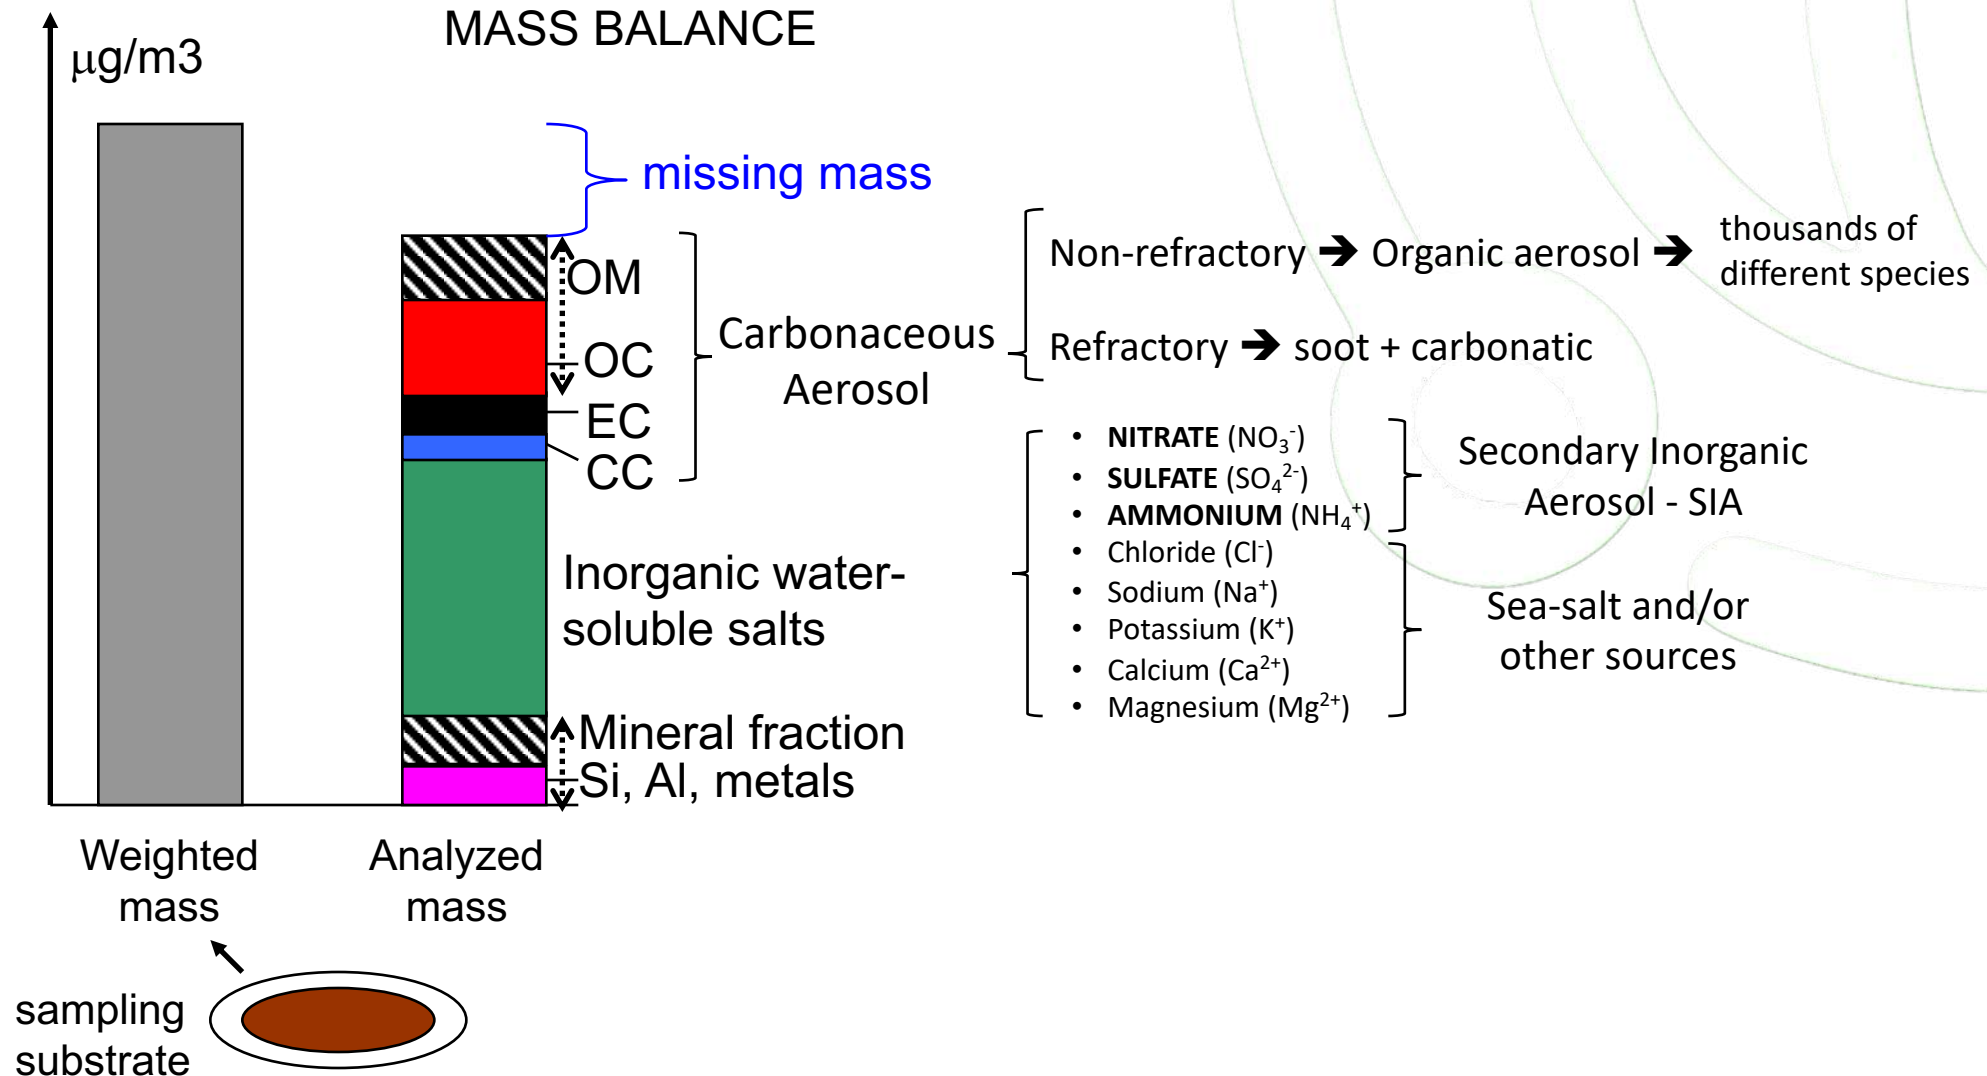 MASS BALANCE
μg/m3
missing mass
OM
OC
EC
CC
Carbonaceous
Aerosol
Non-refractory ➔ Organic aerosol ➔
thousands of
different species
Refractory ➔ soot + carbonatic
Inorganic water-
soluble salts
• NITRATE (NO₃⁻)
• SULFATE (SO₄²⁻)
• AMMONIUM (NH₄⁺)
• Chloride (Cl⁻)
• Sodium (Na⁺)
• Potassium (K⁺)
• Calcium (Ca²⁺)
• Magnesium (Mg²⁺)
Secondary Inorganic
Aerosol - SIA
Sea-salt and/or
other sources
Mineral fraction
Si, Al, metals
Weighted
mass
Analyzed
mass
sampling
substrate